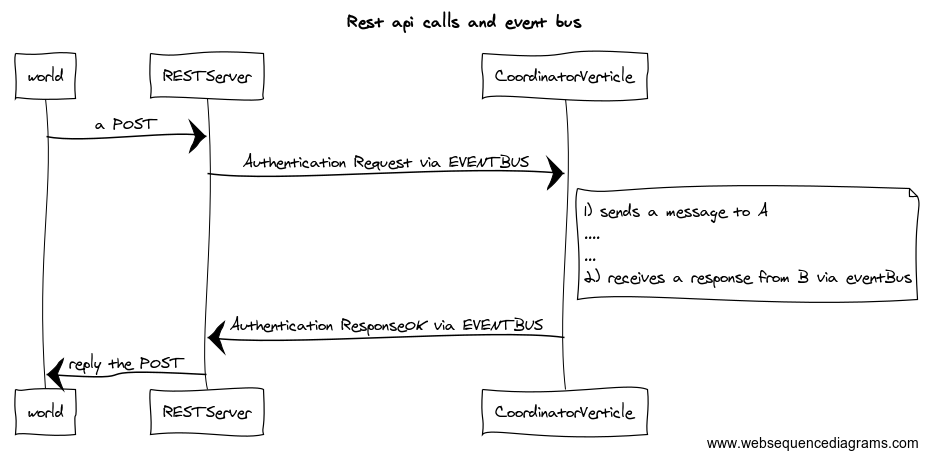 Rest api calls and event bus
world
RESTServer
CoordinatorVerticle
a POST
Authentication Request via EVENTBUS
1) sends a message to A
....
...
2) receives a response from B via eventBus
Authentication ResponseOK via EVENTBUS
reply the POST
world
RESTServer
CoordinatorVerticle
www.websequencediagrams.com